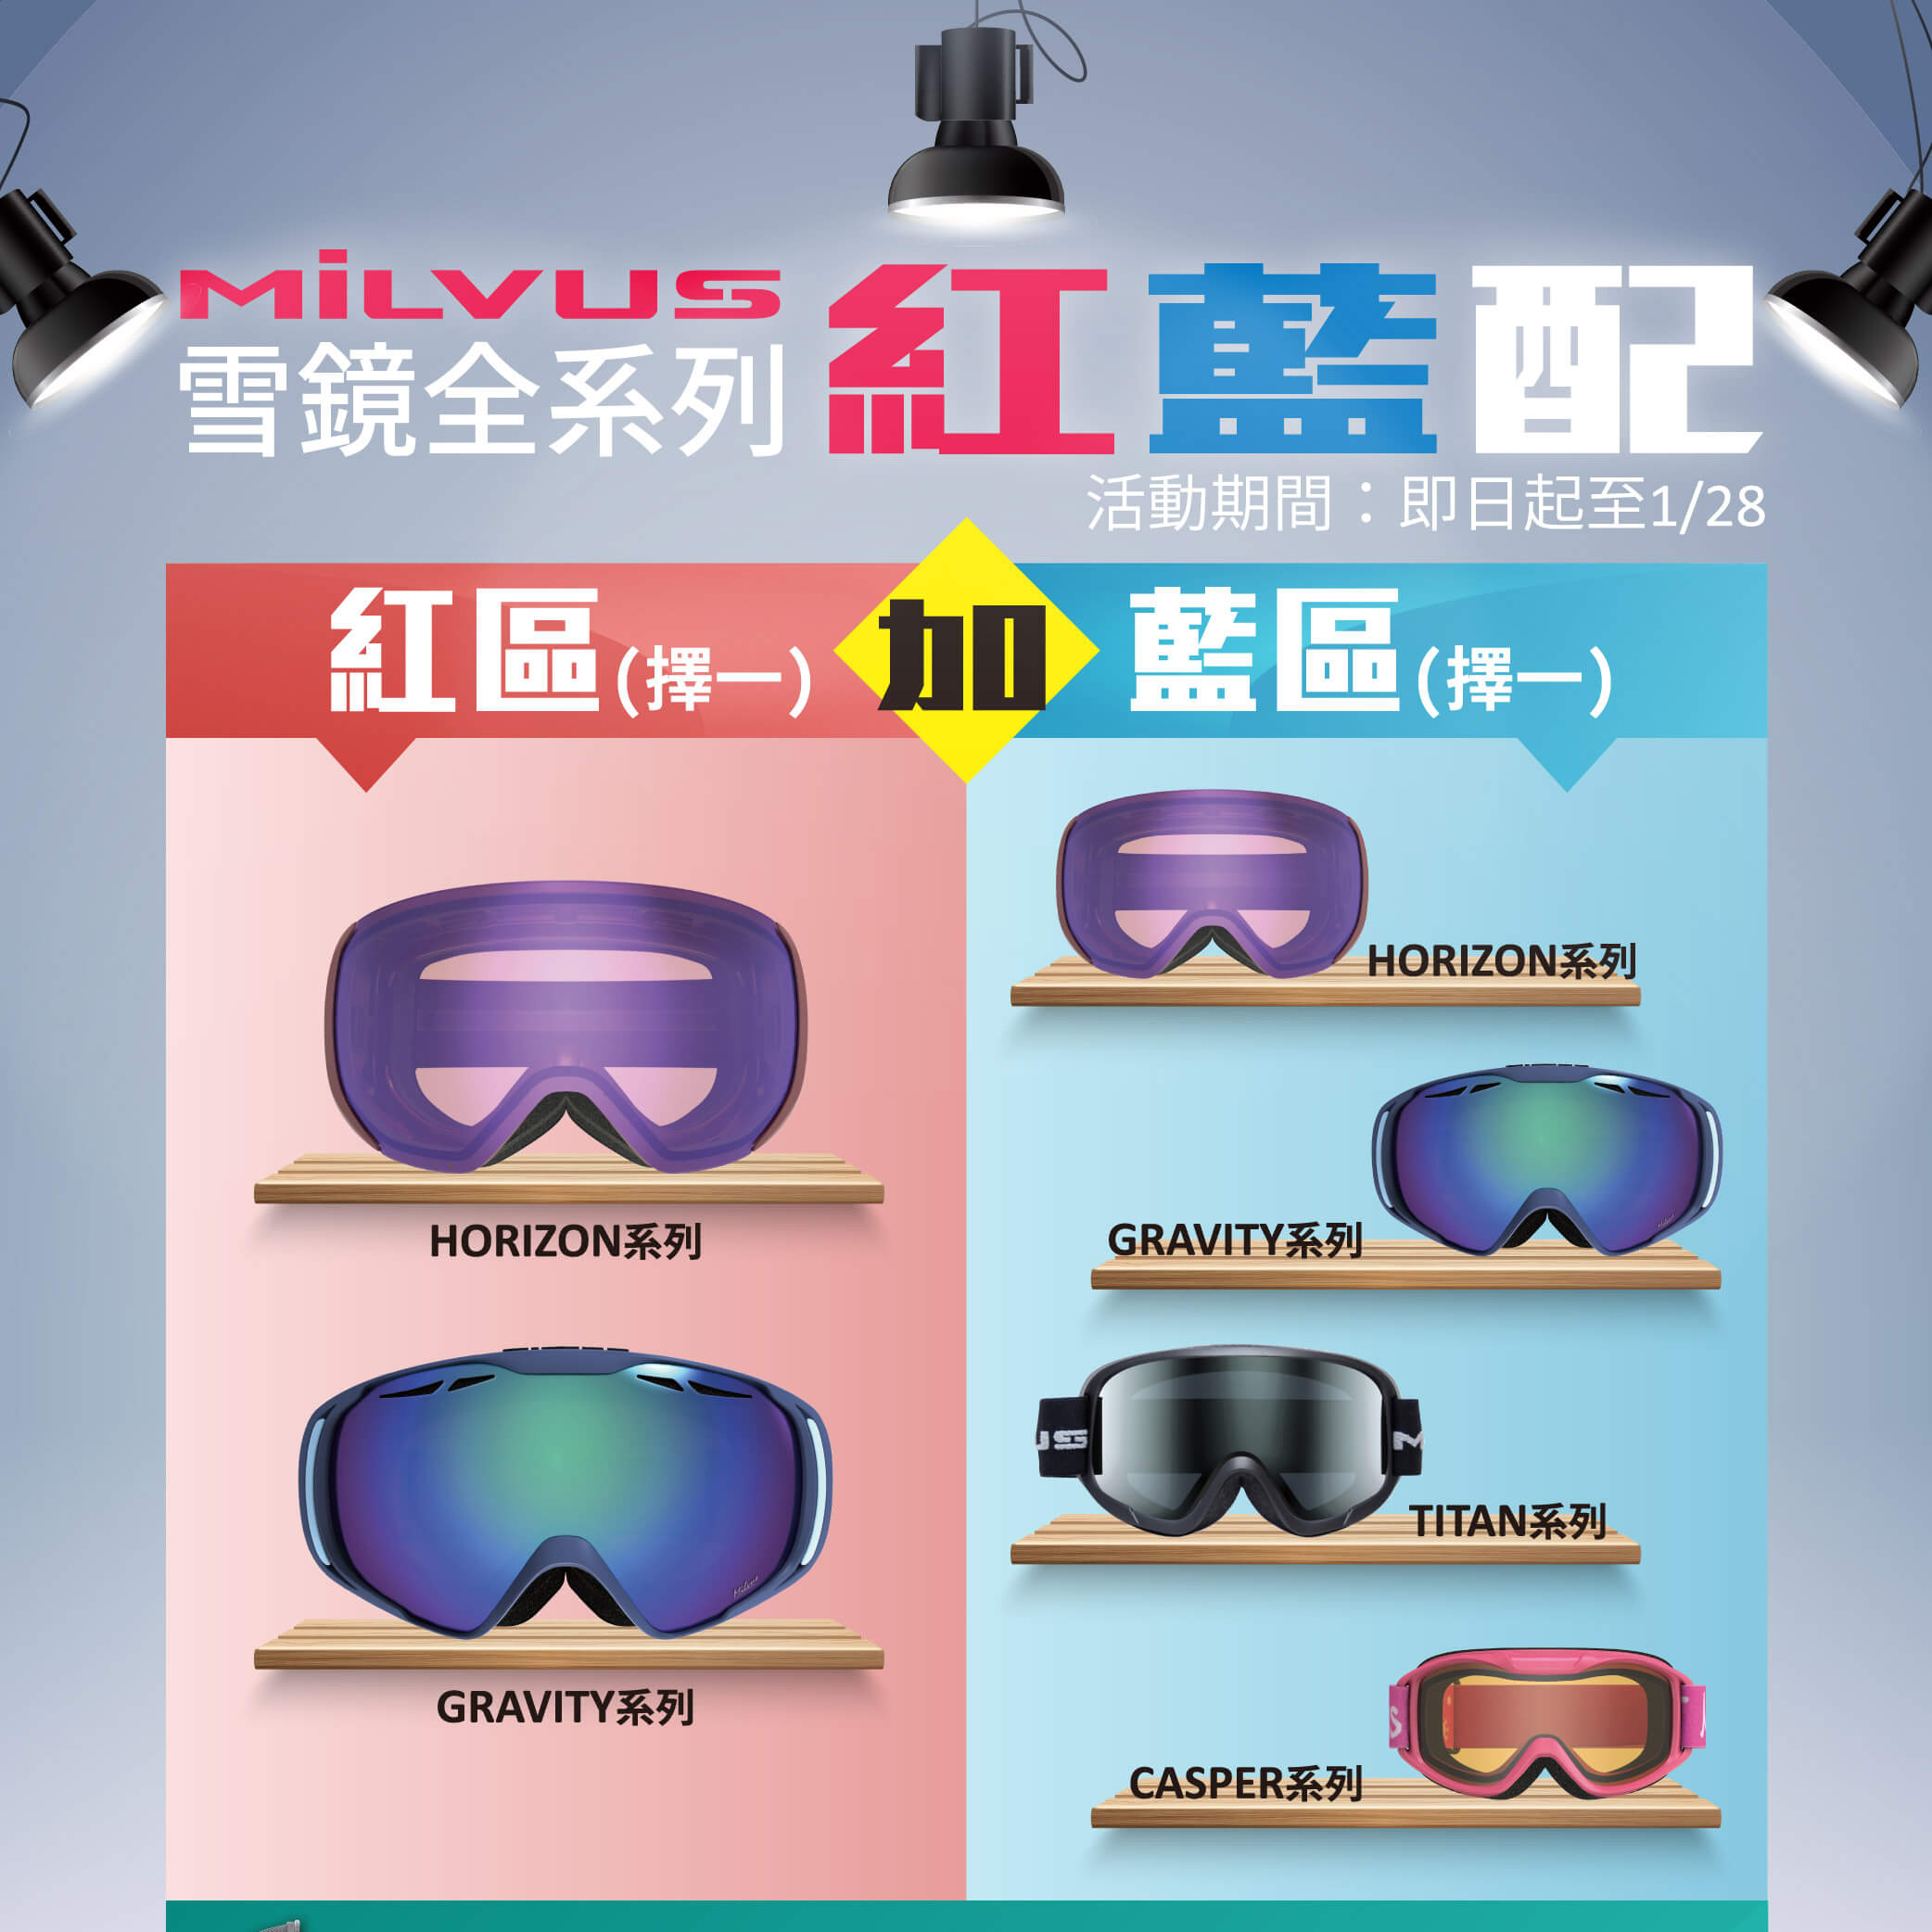 MiLVUS
雪鏡全系列
紅藍配
活動期間：即日起至1/28
紅區(擇一)
加
藍區(擇一)
HORIZON系列
GRAVITY系列
HORIZON系列
GRAVITY系列
US M
TITAN系列
CASPER系列